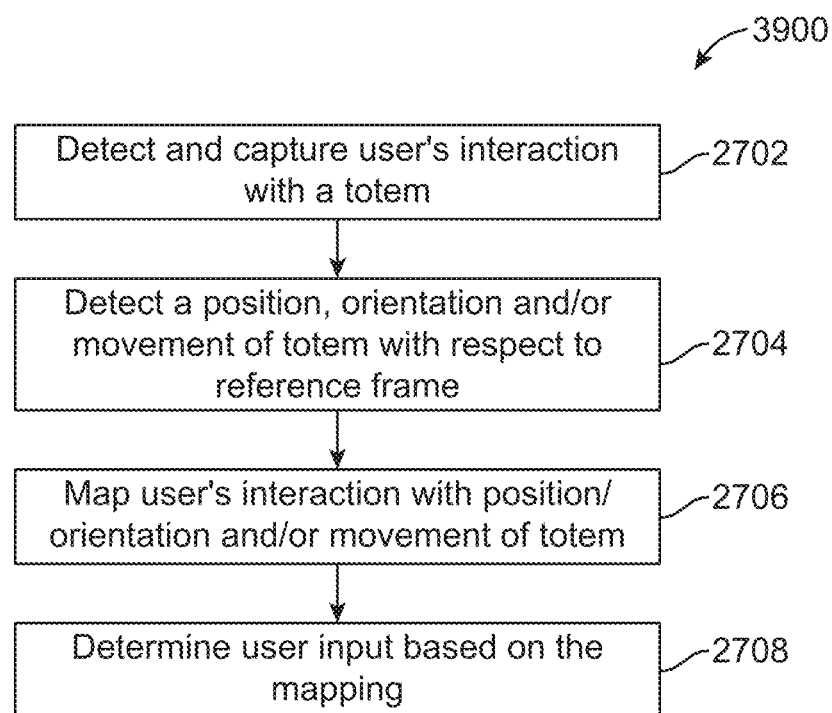 3900
Detect and capture user's interaction
with a totem
2702
Detect a position, orientation and/or
movement of totem with respect to
reference frame
2704
Map user's interaction with position/
orientation and/or movement of totem
2706
Determine user input based on the
mapping
2708